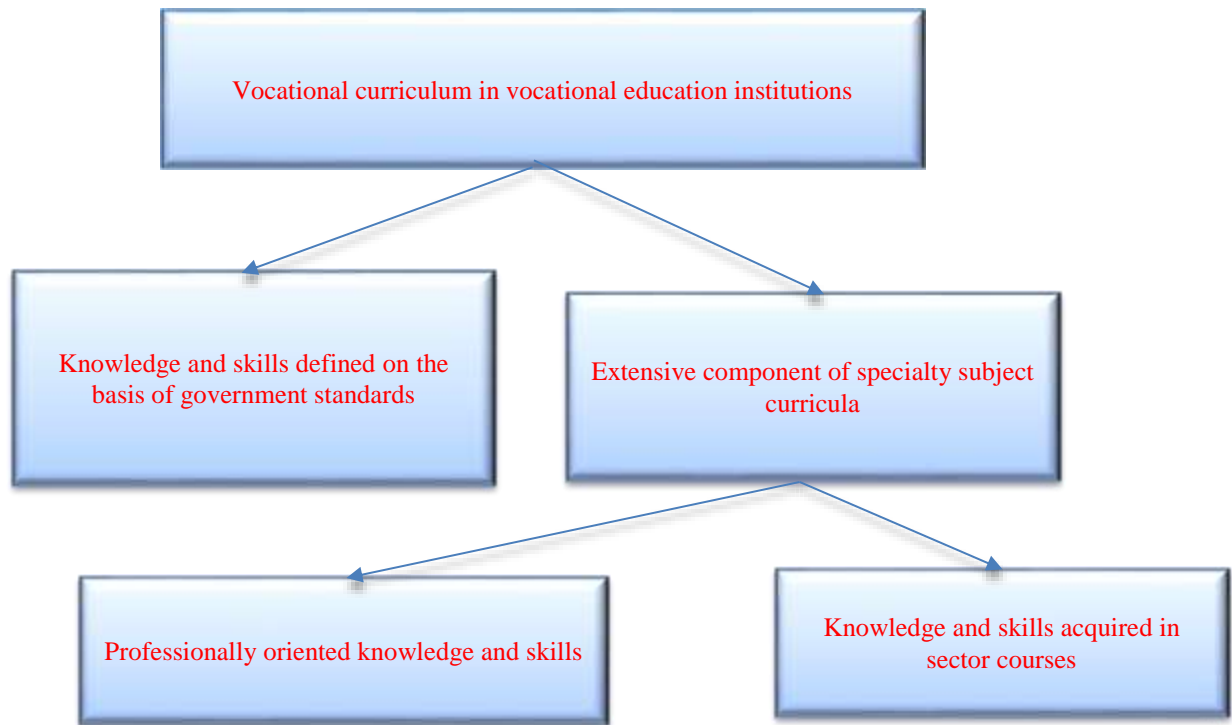 Vocational curriculum in vocational education institutions
Knowledge and skills defined on the
basis of government standards
Extensive component of specialty subject
curricula
Professionally oriented knowledge and skills
Knowledge and skills acquired in
sector courses